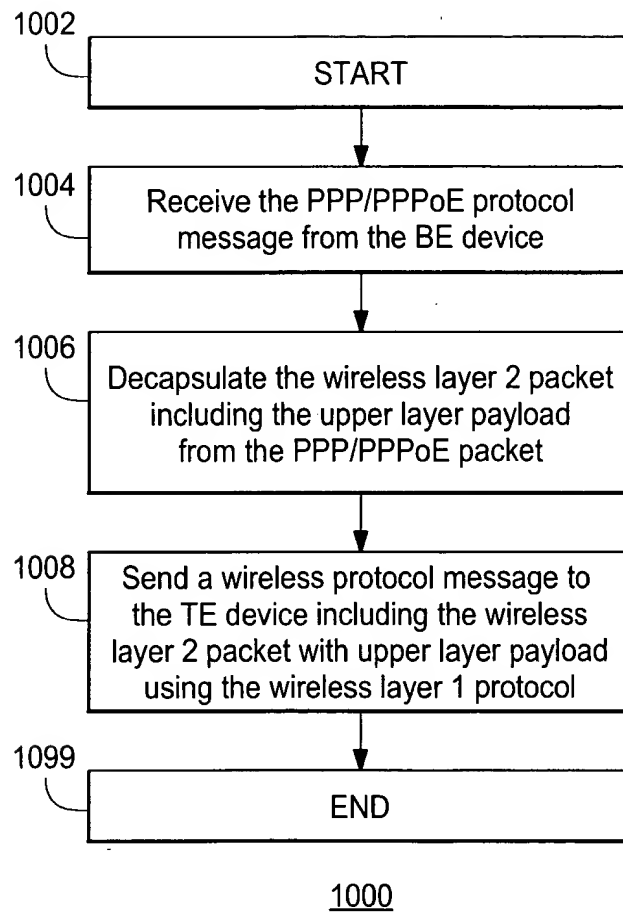 1002
START
1004
Receive the PPP/PPPoE protocol
message from the BE device
1006
Decapsulate the wireless layer 2 packet
including the upper layer payload
from the PPP/PPPoE packet
1008
Send a wireless protocol message to
the TE device including the wireless
layer 2 packet with upper layer payload
using the wireless layer 1 protocol
1099
END
1000